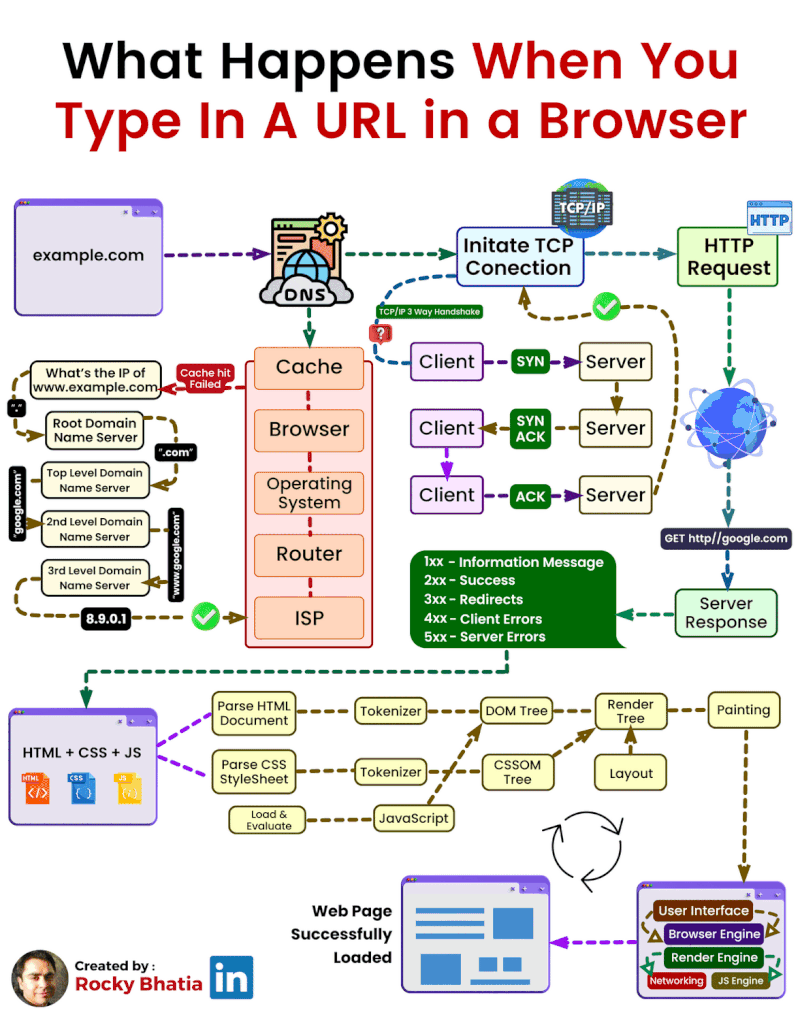 What Happens When You
Type In A URL in a Browser
example.com
DNS
TCP/IP
Initate TCP
Conection
HTTP
HTTP
Request
TCP/IP 3 Way Handshake
?
Client
SYN
Server
Client
SYN
ACK
Server
Client
ACK
Server
Cache
Browser
Operating
System
Router
ISP
Cache hit
Failed
What's the IP of
www.example.com
"."
Root Domain
Name Server
".com"
Top Level Domain
Name Server
"google.com"
2nd Level Domain
Name Server
"www.google.com"
3rd Level Domain
Name Server
8.9.0.1
GET http//google.com
Server
Response
1xx - Information Message
2xx - Success
3xx - Redirects
4xx - Client Errors
5xx - Server Errors
HTML + CSS + JS
HTML
CSS
JS
Parse HTML
Document
Tokenizer
DOM Tree
Render
Tree
Painting
Parse CSS
StyleSheet
Tokenizer
CSSOM
Tree
Layout
Load &
Evaluate
JavaScript
User Interface
Browser Engine
Render Engine
Networking
JS Engine
Web Page
Successfully
Loaded
Created by :
Rocky Bhatia
in